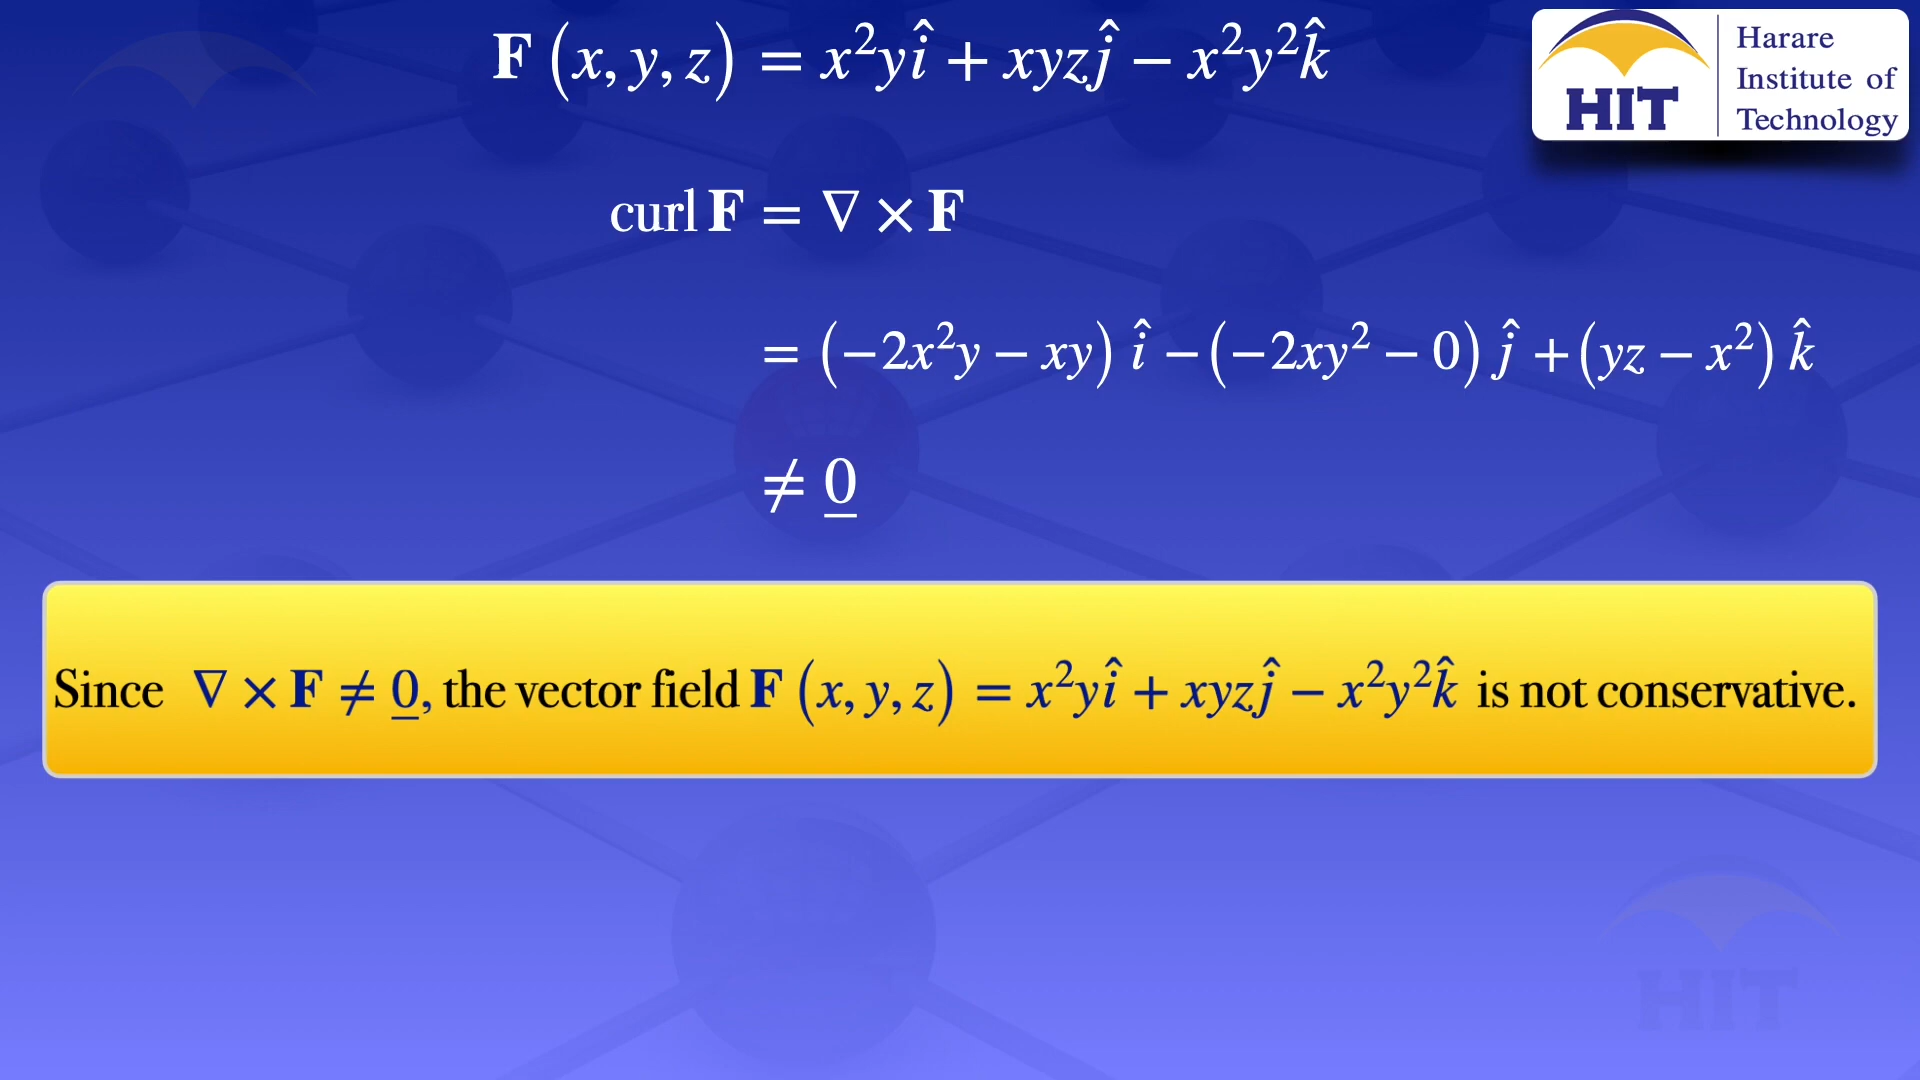 F (x, y, z) = x²yî + xyzĵ − x²y²k̂
HIT
Harare
Institute of
Technology
curl F = ∇ × F
= (−2x²y − xy) î − (−2xy² − 0) ĵ + (yz − x²) k̂
≠ 0̲
Since ∇ × F ≠ 0̲, the vector field F (x, y, z) = x²yî + xyzĵ − x²y²k̂ is not conservative.
HIT